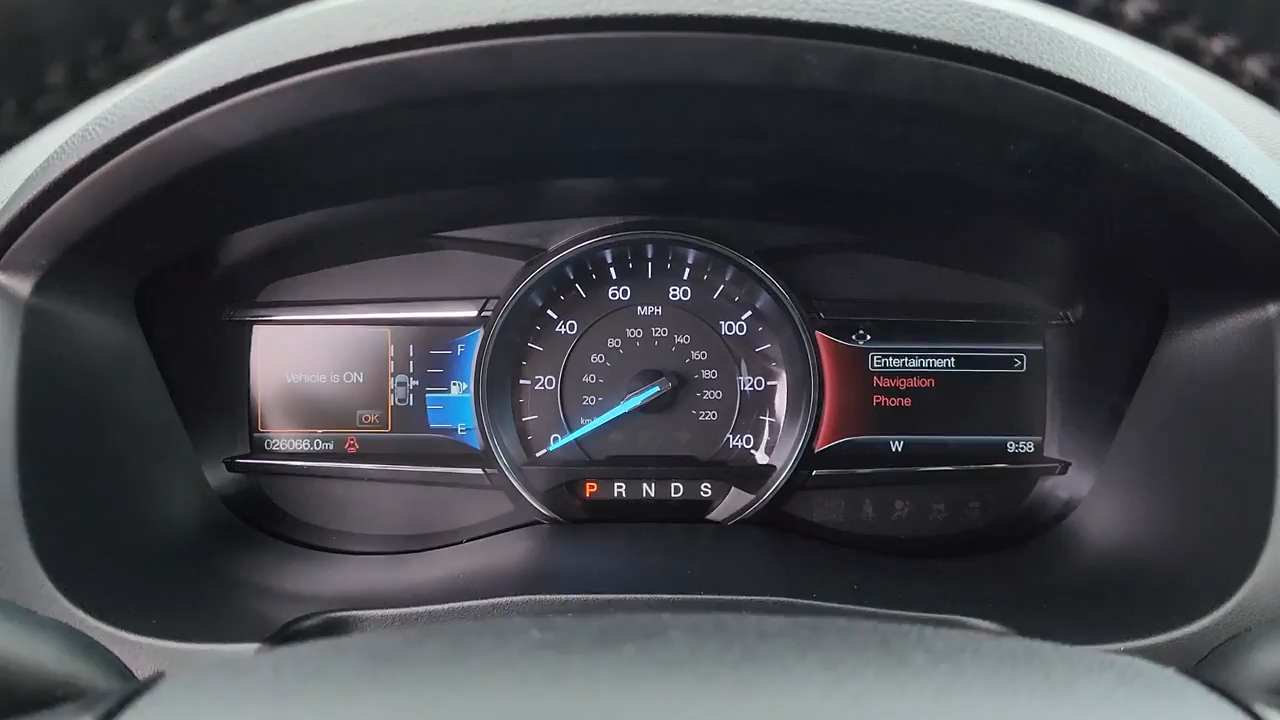 Vehicle is ON
OK
026066.0mi
F
E
MPH
0
20
40
60
80
100
120
140
km/h
20
40
60
80
100
120
140
160
180
200
220
P R N D S
Entertainment >
Navigation
Phone
W
9:58